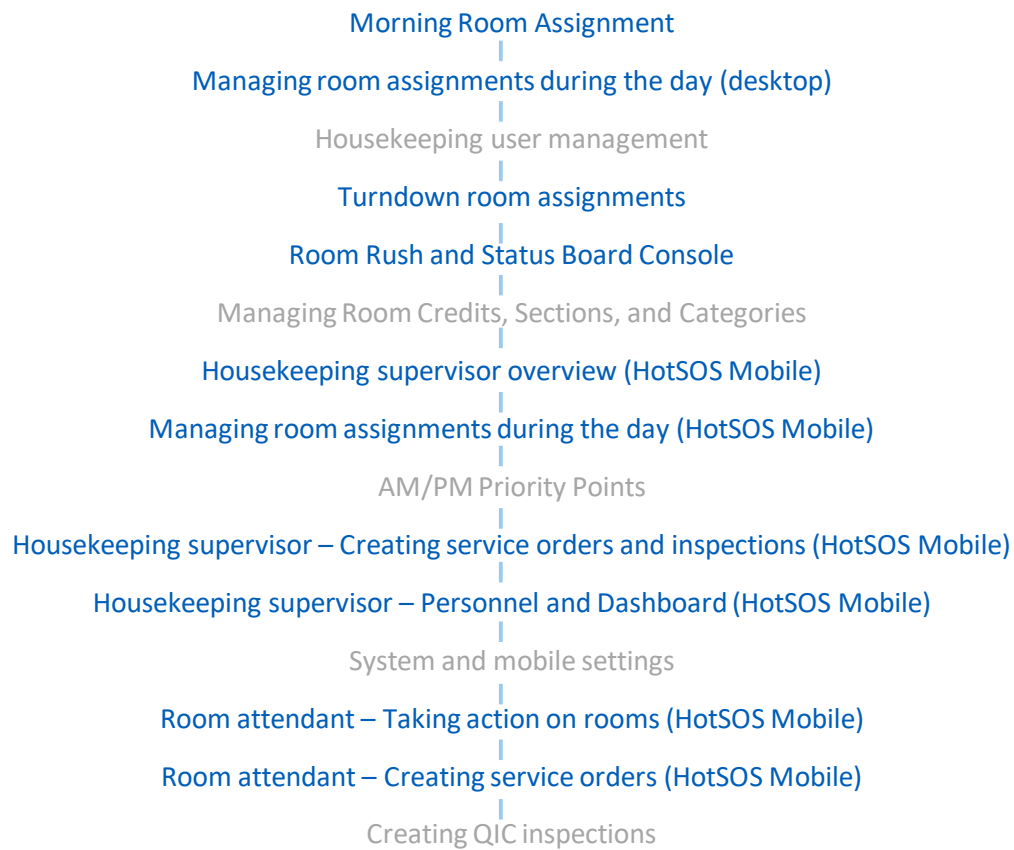 Morning Room Assignment
Managing room assignments during the day (desktop)
Housekeeping user management
Turndown room assignments
Room Rush and Status Board Console
Managing Room Credits, Sections, and Categories
Housekeeping supervisor overview (HotSOS Mobile)
Managing room assignments during the day (HotSOS Mobile)
AM/PM Priority Points
Housekeeping supervisor – Creating service orders and inspections (HotSOS Mobile)
Housekeeping supervisor – Personnel and Dashboard (HotSOS Mobile)
System and mobile settings
Room attendant – Taking action on rooms (HotSOS Mobile)
Room attendant – Creating service orders (HotSOS Mobile)
Creating QIC inspections